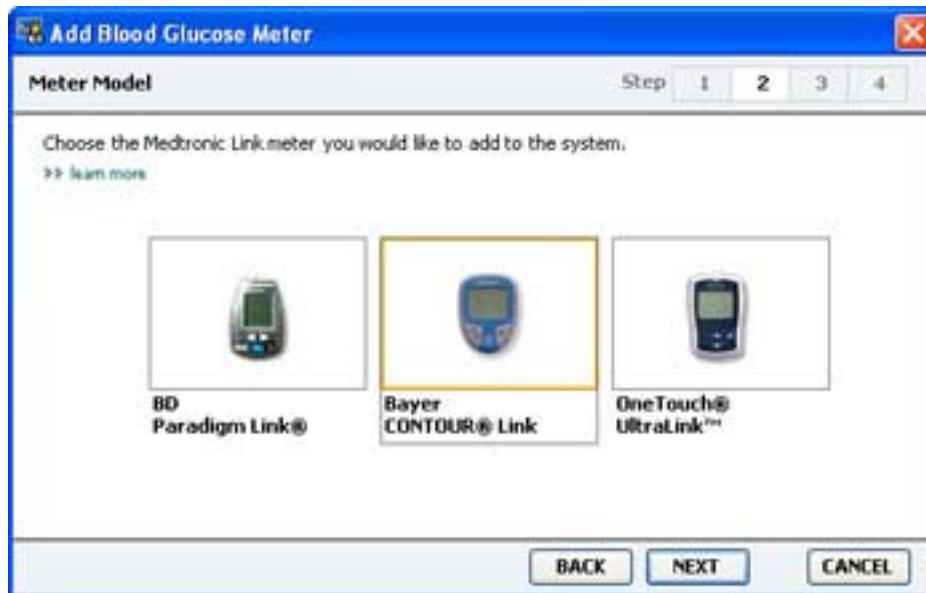 Add Blood Glucose Meter
Meter Model
Step 1 2 3 4
Choose the Medtronic Link meter you would like to add to the system.
>> learn more
BD
Paradigm Link®
Bayer
CONTOUR® Link
OneTouch®
UltraLink™
BACK NEXT CANCEL